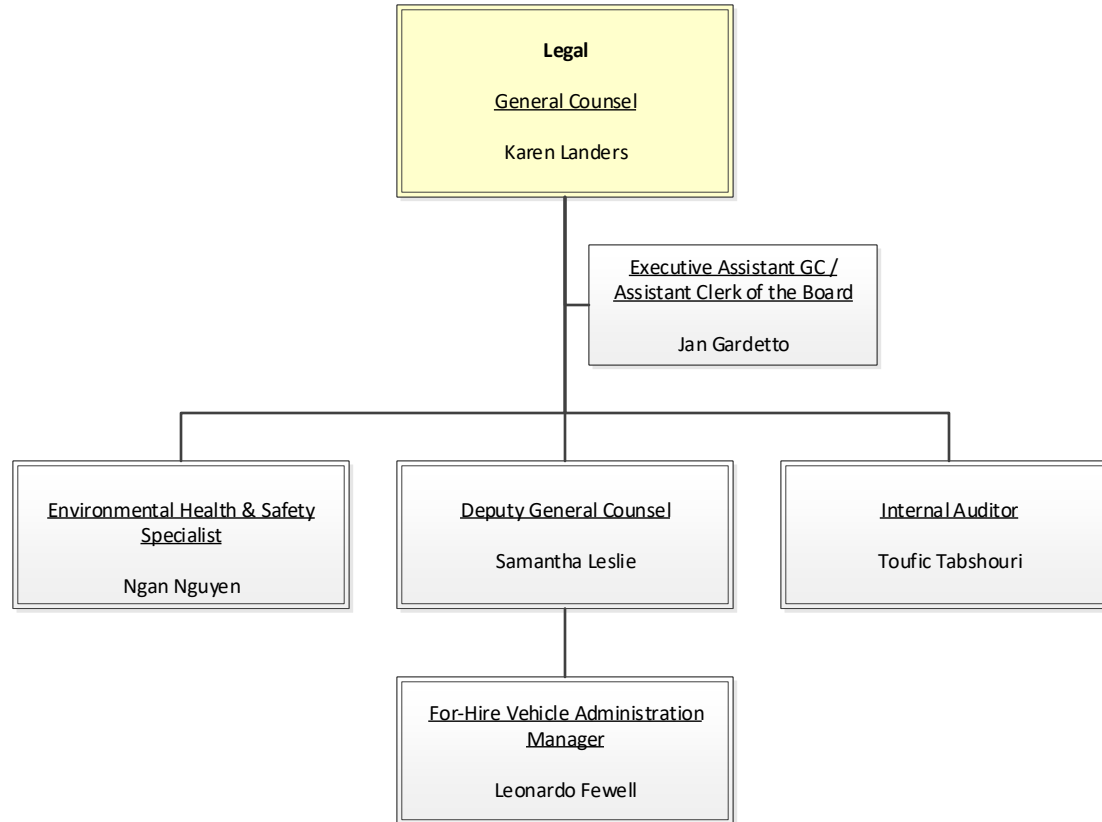 Legal
General Counsel
Karen Landers
Executive Assistant GC /
Assistant Clerk of the Board
Jan Gardetto
Environmental Health & Safety
Specialist
Ngan Nguyen
Deputy General Counsel
Samantha Leslie
Internal Auditor
Toufic Tabshouri
For-Hire Vehicle Administration
Manager
Leonardo Fewell